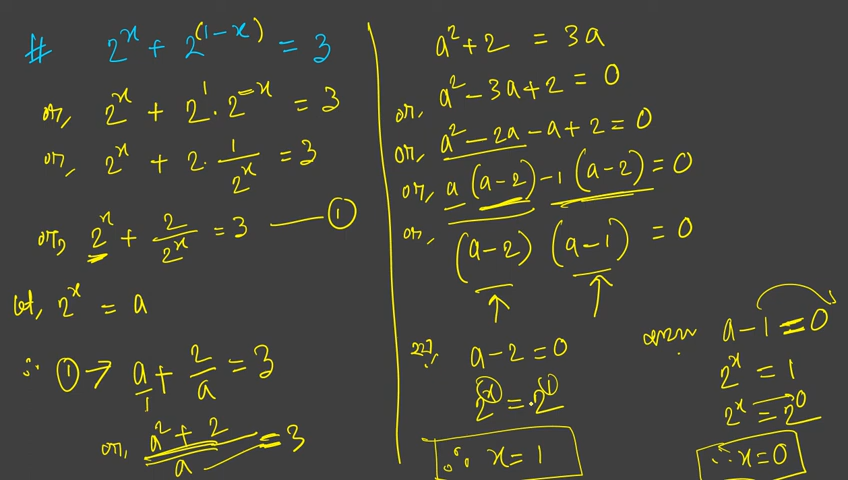 # 2^x + 2^(1-x) = 3
or, 2^x + 2^1 · 2^-x = 3
or, 2^x + 2 · 1/2^x = 3
or, 2^x + 2/2^x = 3 —— ①
let, 2^x = a
∴ ① → a/1 + 2/a = 3
or, (a^2 + 2)/a = 3
a^2 + 2 = 3a
or, a^2 - 3a + 2 = 0
or, a^2 - 2a - a + 2 = 0
or, a (a-2) - 1 (a-2) = 0
or, (a-2) (a-1) = 0
হয়, a - 2 = 0
2^x = 2^1
∴ x = 1
অথবা a - 1 = 0
2^x = 1
2^x = 2^0
∴ x = 0